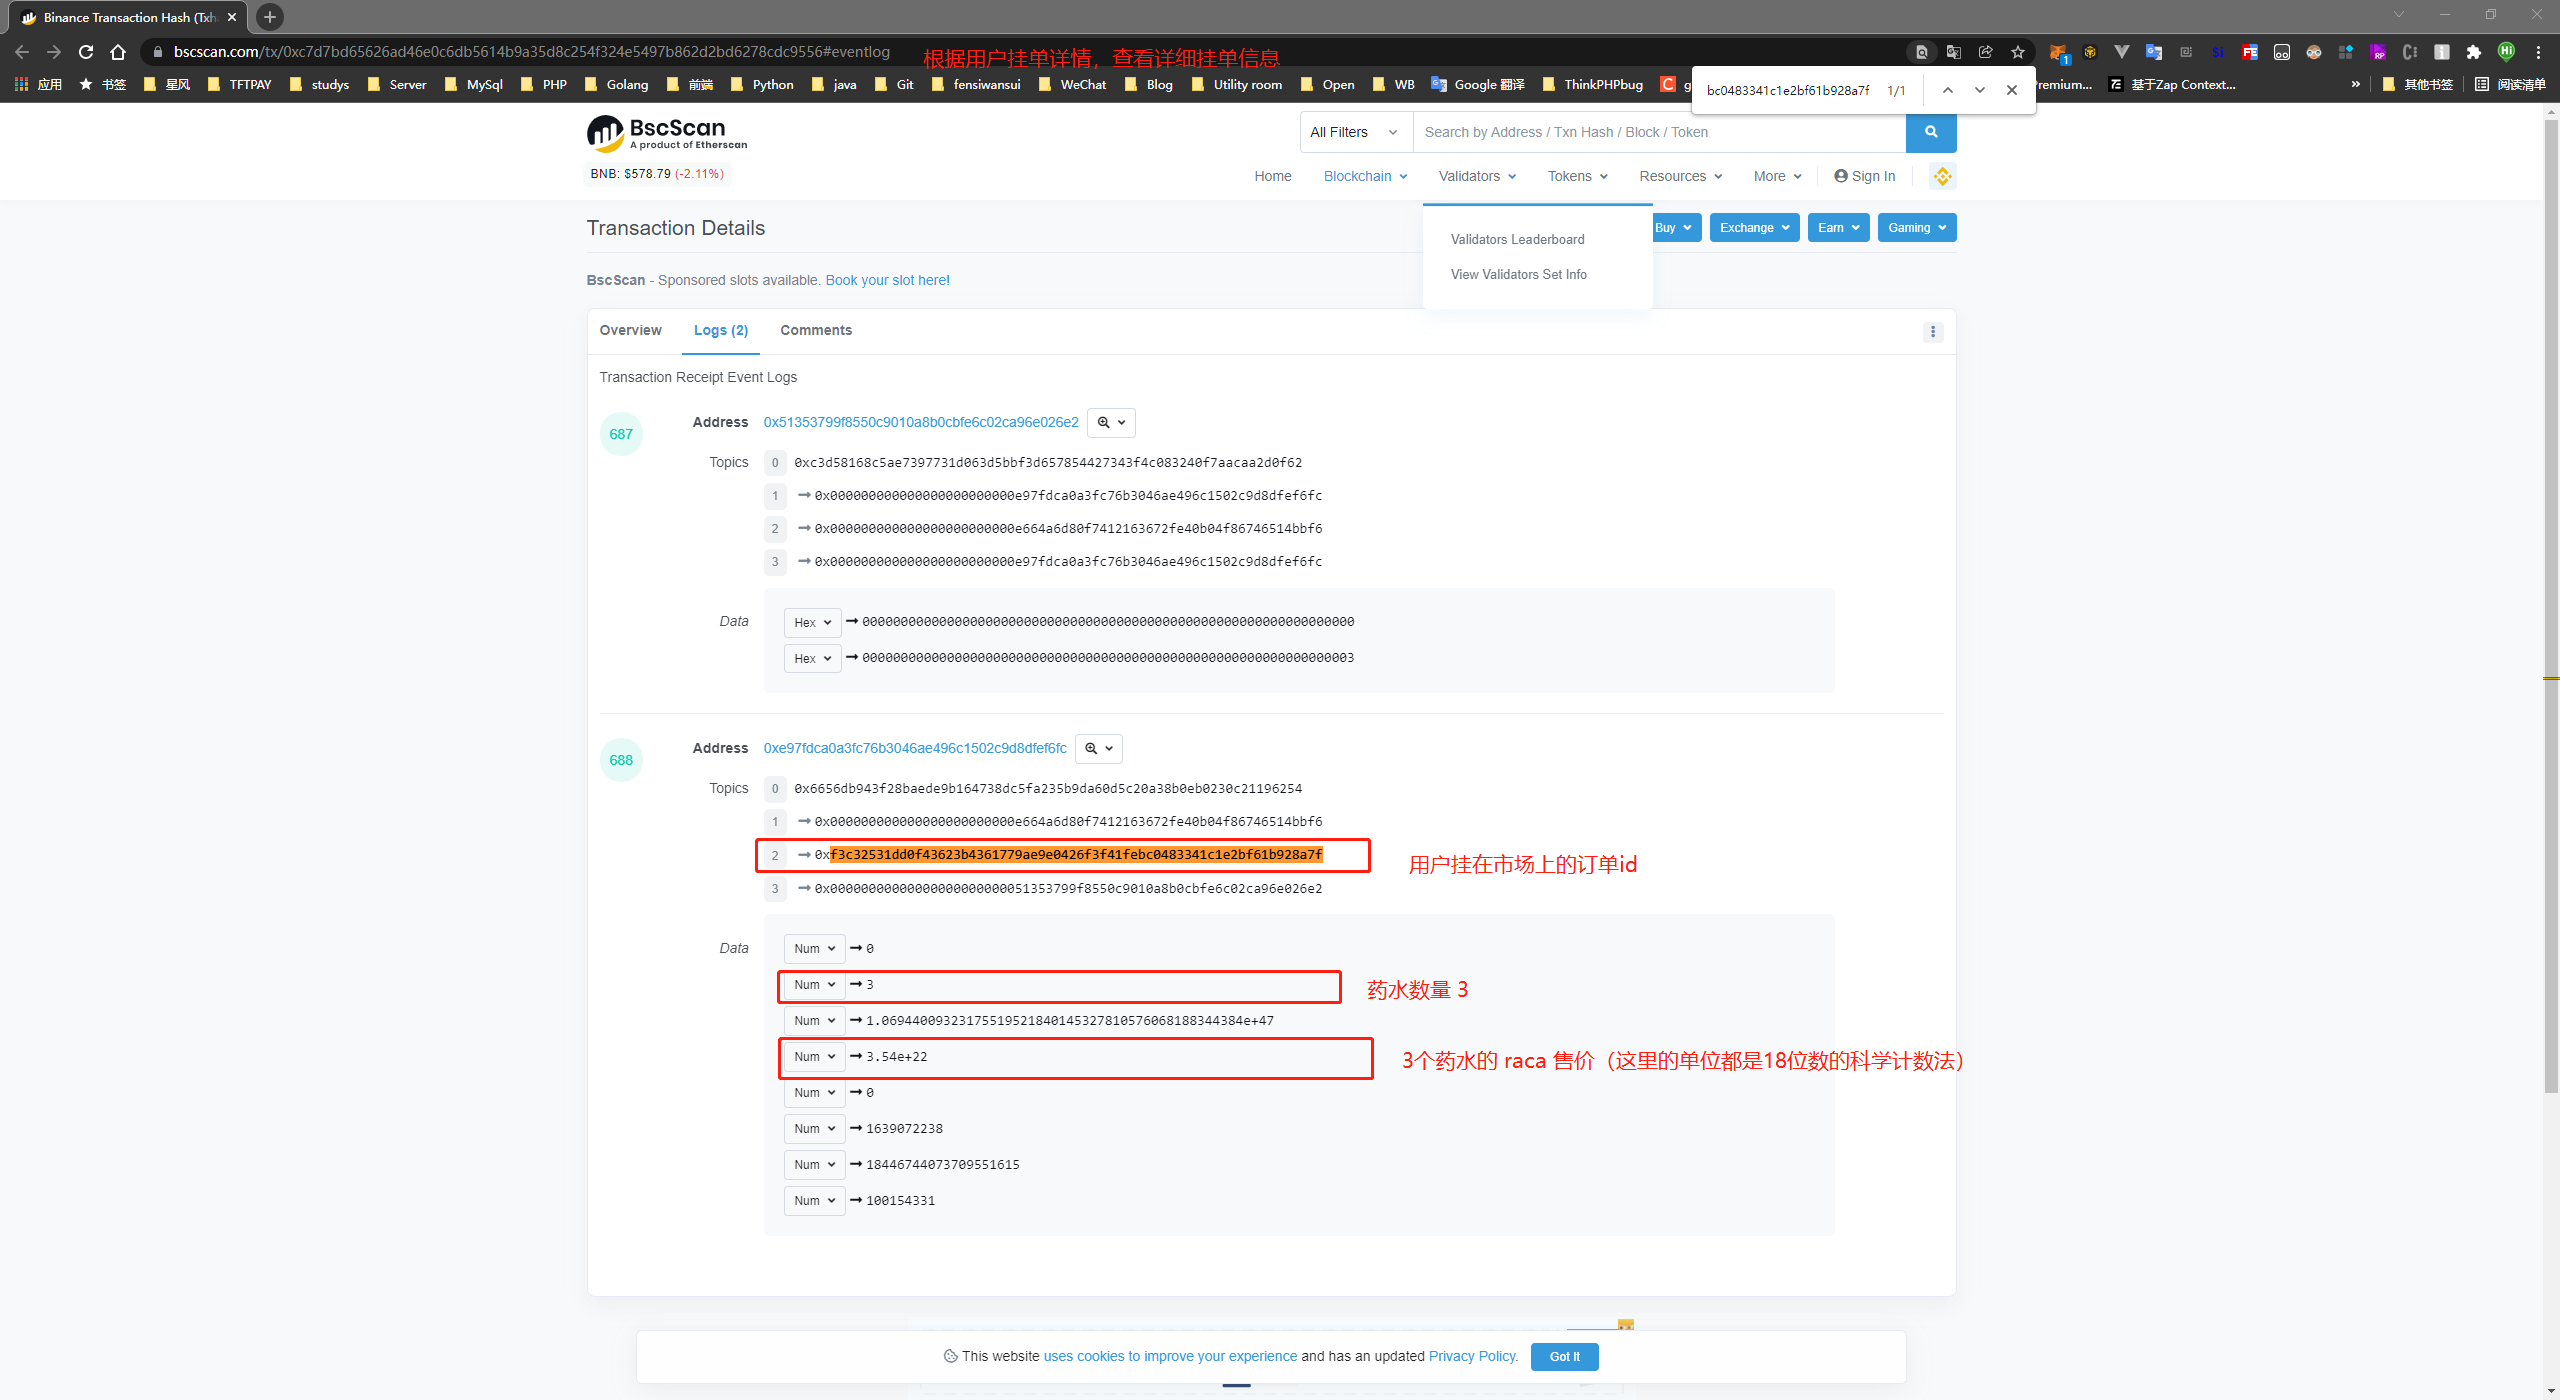 Binance Transaction Hash (Txh
bscscan.com/tx/0xc7d7bd65626ad46e0c6db5614b9a35d8c254f324e5497b862d2bd6278cdc9556#eventlog
根据用户挂单详情，查看详细挂单信息
应用 书签 星风 TFTPAY studys Server MySql PHP Golang 前端 Python java Git fensiwansui WeChat Blog Utility room Open WB Google 翻译 ThinkPHPbug g remium... 基于Zap Context... » 其他书签 阅读清单
bc0483341c1e2bf61b928a7f 1/1
BscScan
A product of Etherscan
All Filters Search by Address / Txn Hash / Block / Token
BNB: $578.79 (-2.11%)
Home Blockchain Validators Tokens Resources More Sign In
Transaction Details
Buy Exchange Earn Gaming
Validators Leaderboard
View Validators Set Info
BscScan - Sponsored slots available. Book your slot here!
Overview Logs (2) Comments
Transaction Receipt Event Logs
687
Address 0x51353799f8550c9010a8b0cbfe6c02ca96e026e2
Topics 0 0xc3d58168c5ae7397731d063d5bbf3d657854427343f4c083240f7aacaa2d0f62
1 0x000000000000000000000000e97fdca0a3fc76b3046ae496c1502c9d8dfef6fc
2 0x000000000000000000000000e664a6d80f7412163672fe40b04f86746514bbf6
3 0x000000000000000000000000e97fdca0a3fc76b3046ae496c1502c9d8dfef6fc
Data Hex 0000000000000000000000000000000000000000000000000000000000000000
Hex 0000000000000000000000000000000000000000000000000000000000000003
688
Address 0xe97fdca0a3fc76b3046ae496c1502c9d8dfef6fc
Topics 0 0x6656db943f28baede9b164738dc5fa235b9da60d5c20a38b0eb0230c21196254
1 0x000000000000000000000000e664a6d80f7412163672fe40b04f86746514bbf6
2 0xf3c32531dd0f43623b4361779ae9e0426f3f41febc0483341c1e2bf61b928a7f
用户挂在市场上的订单id
3 0x00000000000000000000000051353799f8550c9010a8b0cbfe6c02ca96e026e2
Data Num 0
Num 3
药水数量 3
Num 1.06944009323175519521840145327810576068188344384e+47
Num 3.54e+22
3个药水的 raca 售价（这里的单位都是18位数的科学计数法）
Num 0
Num 1639072238
Num 18446744073709551615
Num 100154331
This website uses cookies to improve your experience and has an updated Privacy Policy. Got It